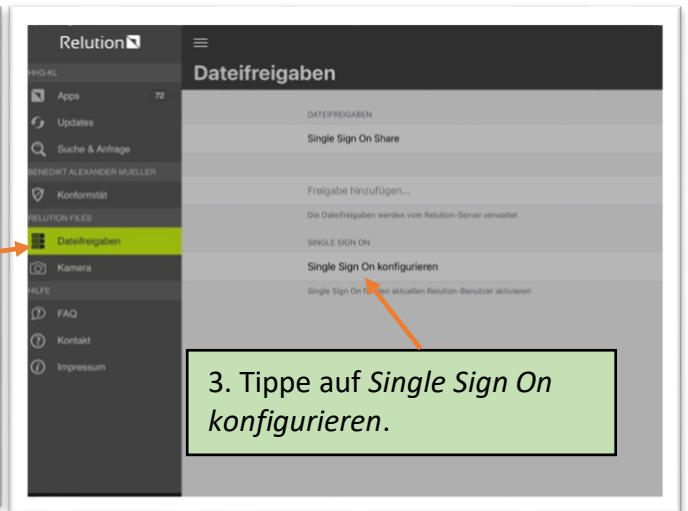 Relution
HHG-KL
Apps 72
Updates
Suche & Anfrage
BENEDIKT ALEXANDER MUELLER
Konformität
RELUTION FILES
Dateifreigaben
Kamera
HILFE
FAQ
Kontakt
Impressum
Dateifreigaben
DATEIFREIGABEN
Single Sign On Share
Freigabe hinzufügen...
Die Dateifreigaben werden vom Relution-Server verwaltet
SINGLE SIGN ON
Single Sign On konfigurieren
Single Sign On für den aktuellen Relution-Benutzer aktivieren
3. Tippe auf Single Sign On
konfigurieren.